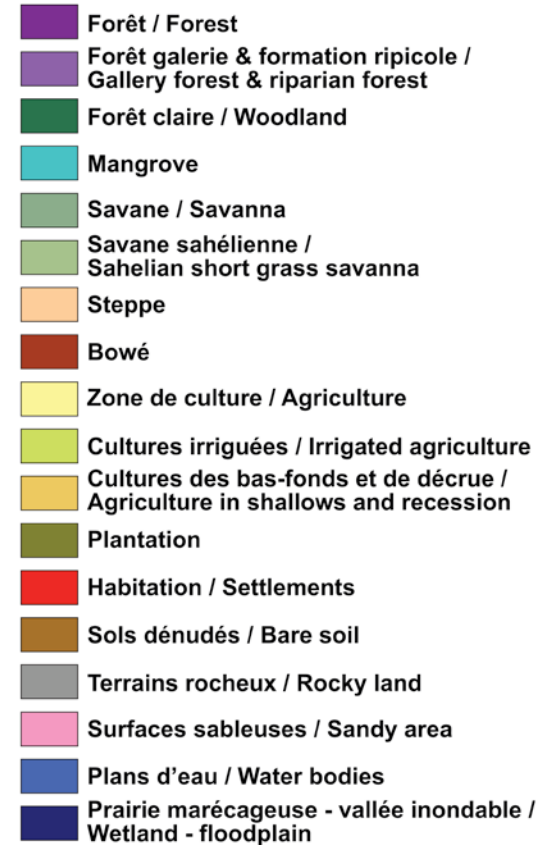 Forêt / Forest
Forêt galerie & formation ripicole /
Gallery forest & riparian forest
Forêt claire / Woodland
Mangrove
Savane / Savanna
Savane sahélienne /
Sahelian short grass savanna
Steppe
Bowé
Zone de culture / Agriculture
Cultures irriguées / Irrigated agriculture
Cultures des bas-fonds et de décrue /
Agriculture in shallows and recession
Plantation
Habitation / Settlements
Sols dénudés / Bare soil
Terrains rocheux / Rocky land
Surfaces sableuses / Sandy area
Plans d’eau / Water bodies
Prairie marécageuse - vallée inondable /
Wetland - floodplain